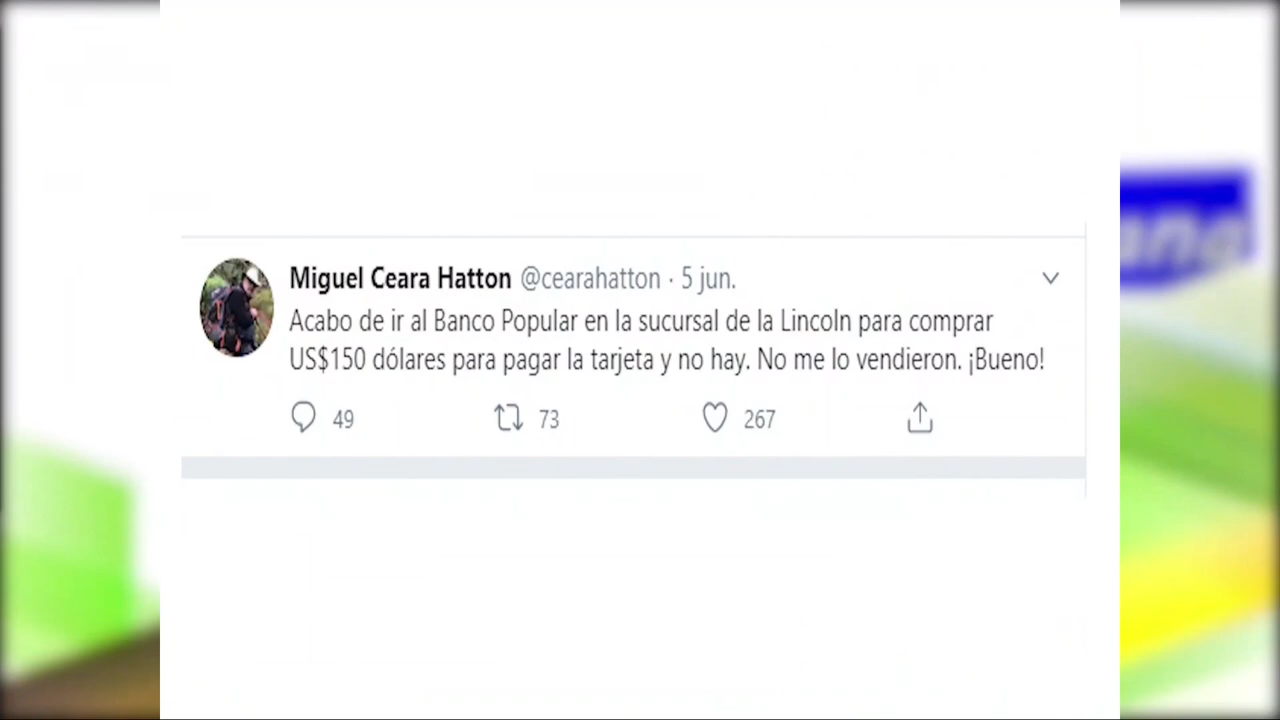 Miguel Ceara Hatton @cearahatton · 5 jun.
Acabo de ir al Banco Popular en la sucursal de la Lincoln para comprar
US$150 dólares para pagar la tarjeta y no hay. No me lo vendieron. ¡Bueno!
49 73 267